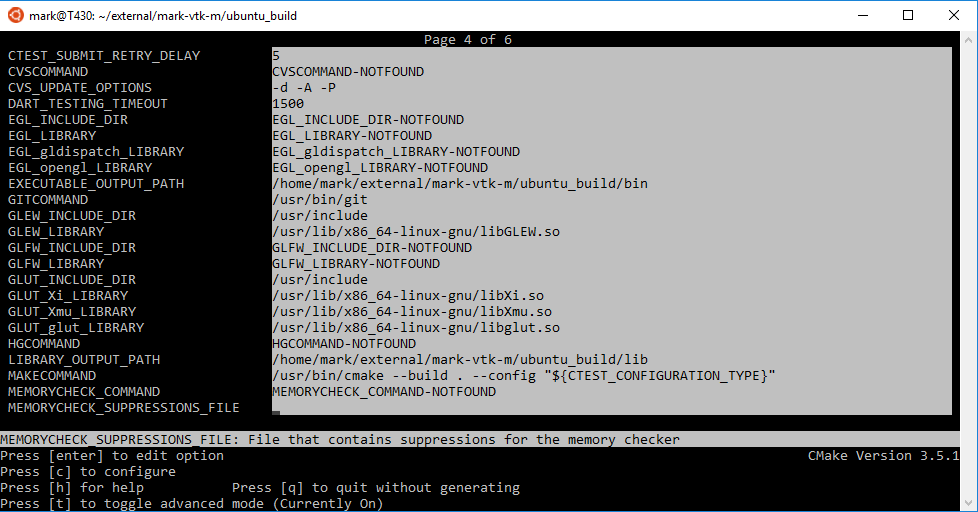 mark@T430: ~/external/mark-vtk-m/ubuntu_build
Page 4 of 6
CTEST_SUBMIT_RETRY_DELAY 5
CVSCOMMAND CVSCOMMAND-NOTFOUND
CVS_UPDATE_OPTIONS -d -A -P
DART_TESTING_TIMEOUT 1500
EGL_INCLUDE_DIR EGL_INCLUDE_DIR-NOTFOUND
EGL_LIBRARY EGL_LIBRARY-NOTFOUND
EGL_gldispatch_LIBRARY EGL_gldispatch_LIBRARY-NOTFOUND
EGL_opengl_LIBRARY EGL_opengl_LIBRARY-NOTFOUND
EXECUTABLE_OUTPUT_PATH /home/mark/external/mark-vtk-m/ubuntu_build/bin
GITCOMMAND /usr/bin/git
GLEW_INCLUDE_DIR /usr/include
GLEW_LIBRARY /usr/lib/x86_64-linux-gnu/libGLEW.so
GLFW_INCLUDE_DIR GLFW_INCLUDE_DIR-NOTFOUND
GLFW_LIBRARY GLFW_LIBRARY-NOTFOUND
GLUT_INCLUDE_DIR /usr/include
GLUT_Xi_LIBRARY /usr/lib/x86_64-linux-gnu/libXi.so
GLUT_Xmu_LIBRARY /usr/lib/x86_64-linux-gnu/libXmu.so
GLUT_glut_LIBRARY /usr/lib/x86_64-linux-gnu/libglut.so
HGCOMMAND HGCOMMAND-NOTFOUND
LIBRARY_OUTPUT_PATH /home/mark/external/mark-vtk-m/ubuntu_build/lib
MAKECOMMAND /usr/bin/cmake --build . --config "${CTEST_CONFIGURATION_TYPE}"
MEMORYCHECK_COMMAND MEMORYCHECK_COMMAND-NOTFOUND
MEMORYCHECK_SUPPRESSIONS_FILE
MEMORYCHECK_SUPPRESSIONS_FILE: File that contains suppressions for the memory checker
Press [enter] to edit option CMake Version 3.5.1
Press [c] to configure
Press [h] for help Press [q] to quit without generating
Press [t] to toggle advanced mode (Currently On)